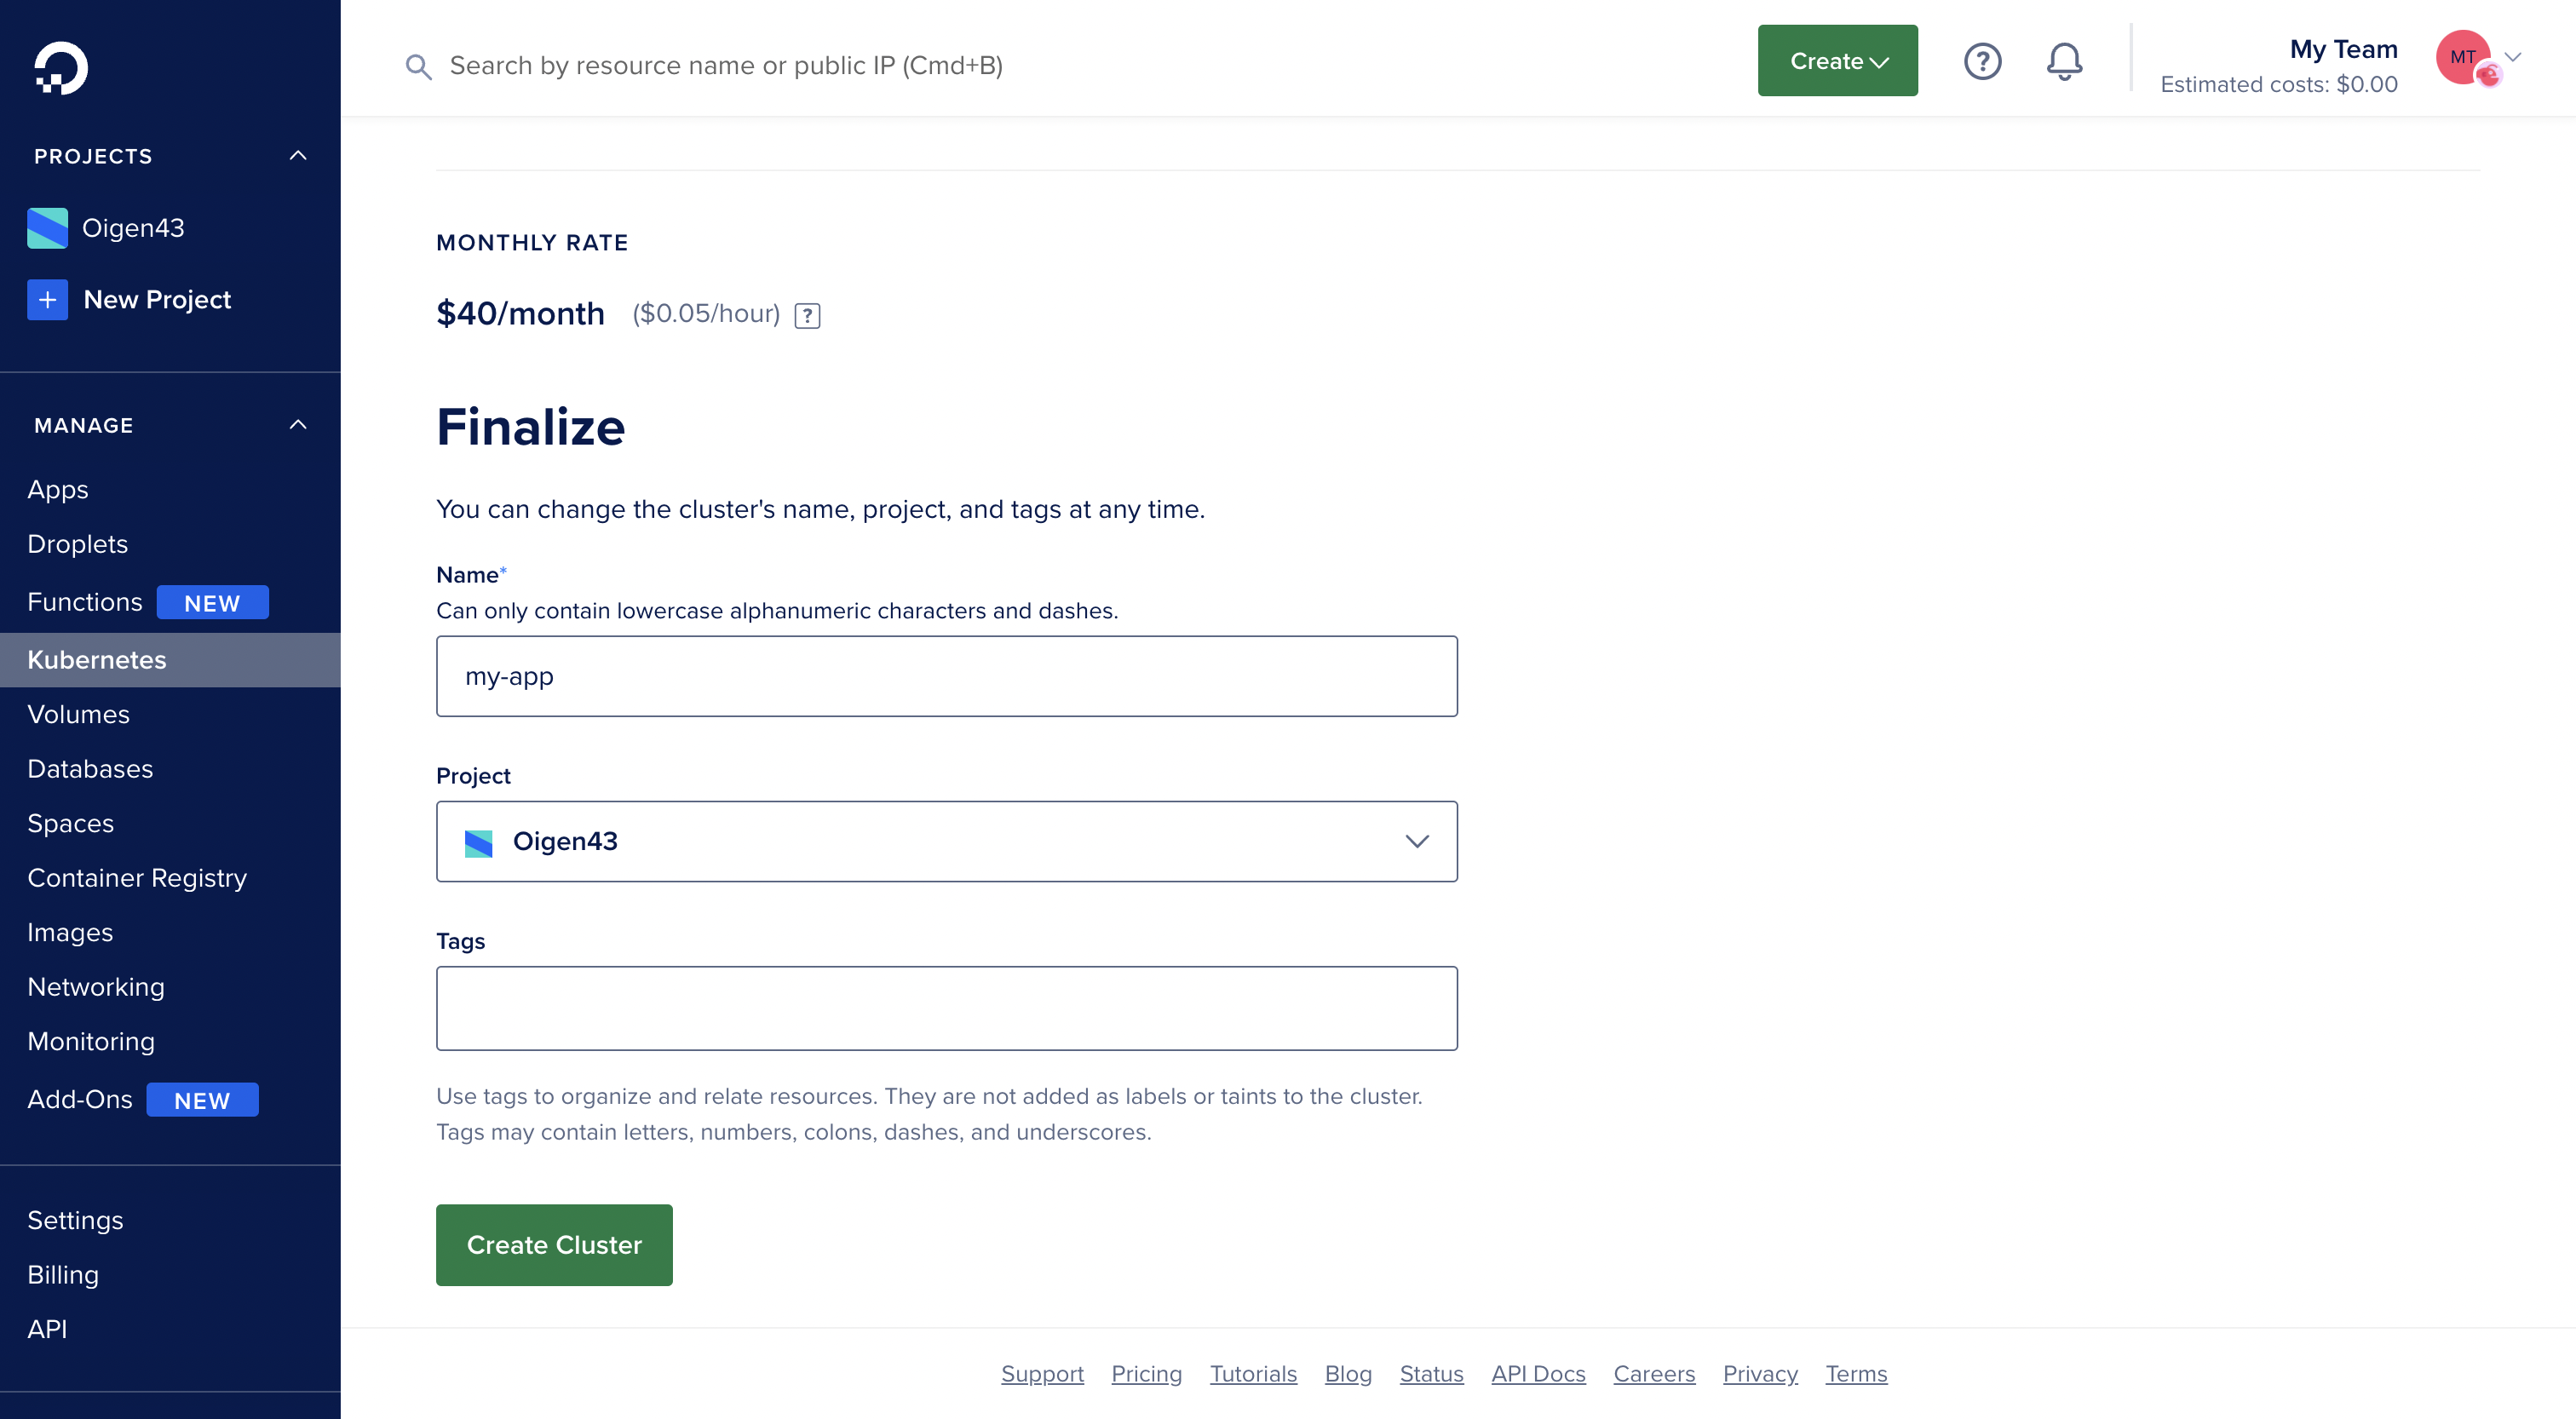 Search by resource name or public IP (Cmd+B)
Create
?
My Team
Estimated costs: $0.00
MT
PROJECTS
Oigen43
+ New Project
MANAGE
Apps
Droplets
Functions NEW
Kubernetes
Volumes
Databases
Spaces
Container Registry
Images
Networking
Monitoring
Add-Ons NEW
Settings
Billing
API
MONTHLY RATE
$40/month ($0.05/hour) ?
Finalize
You can change the cluster's name, project, and tags at any time.
Name*
Can only contain lowercase alphanumeric characters and dashes.
my-app
Project
Oigen43
Tags
Use tags to organize and relate resources. They are not added as labels or taints to the cluster.
Tags may contain letters, numbers, colons, dashes, and underscores.
Create Cluster
Support Pricing Tutorials Blog Status API Docs Careers Privacy Terms